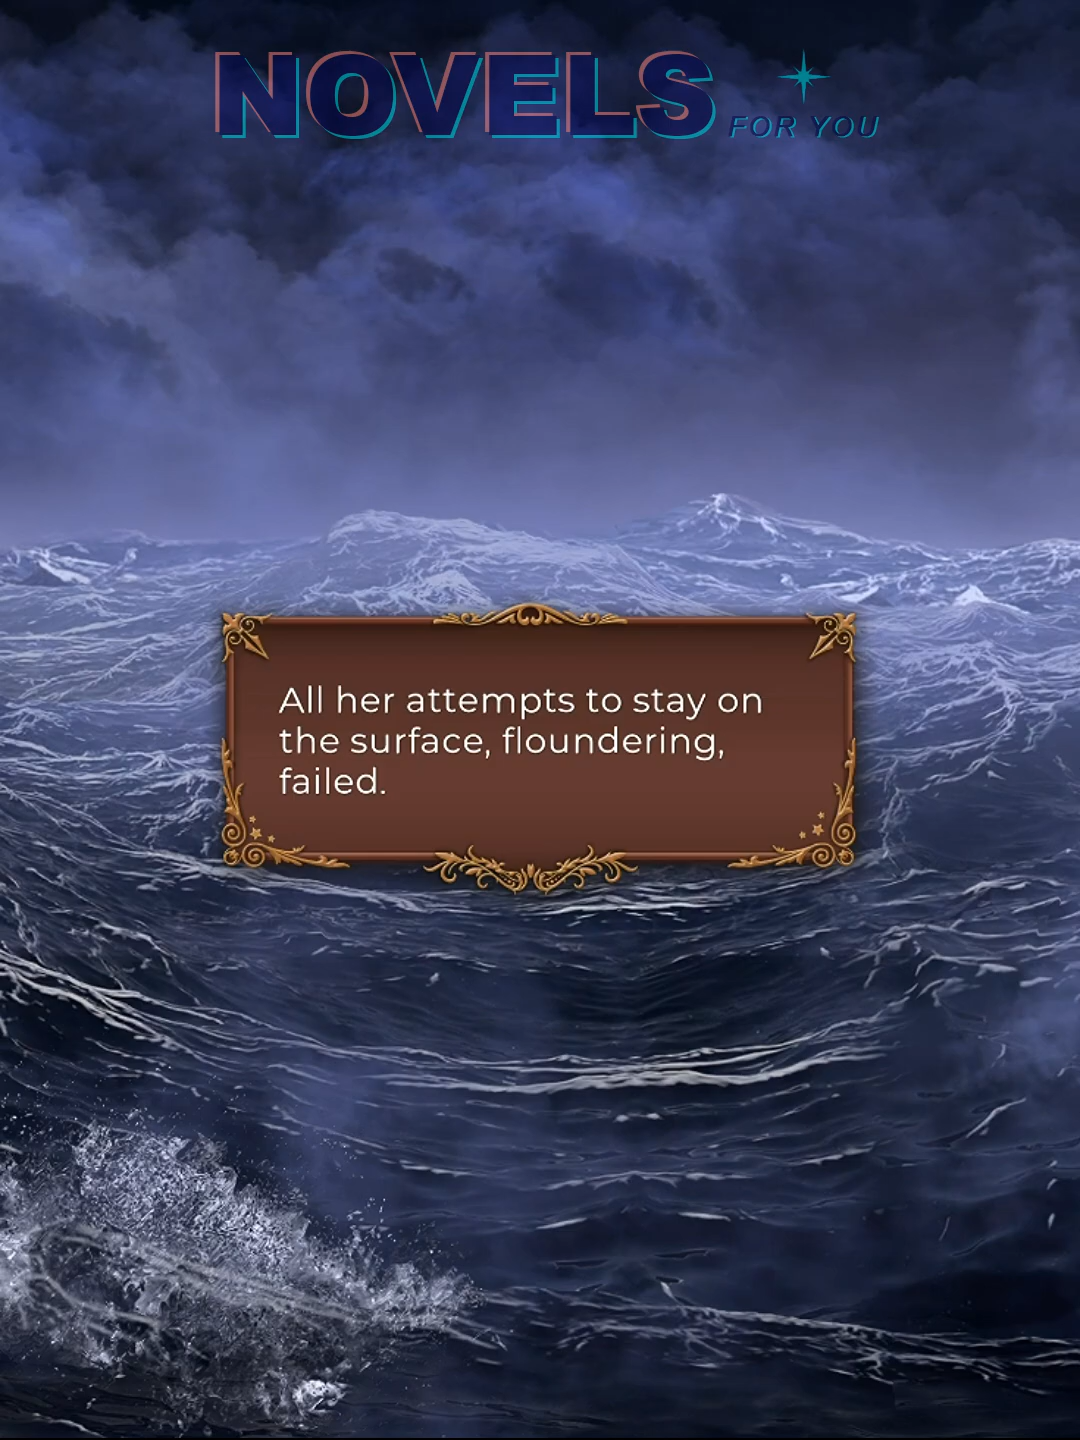 NOVELS FOR YOU
All her attempts to stay on
the surface, floundering,
failed.